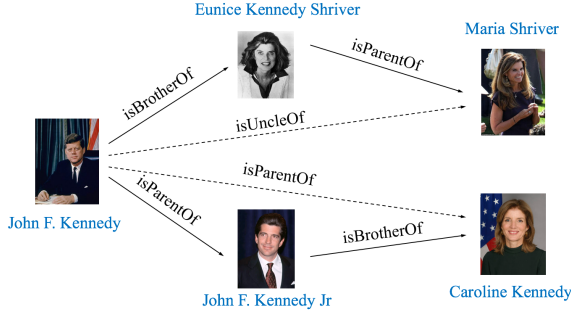 Eunice Kennedy Shriver
Maria Shriver
isParentOf
isBrotherOf
isUncleOf
isParentOf
isParentOf
John F. Kennedy
isBrotherOf
John F. Kennedy Jr
Caroline Kennedy